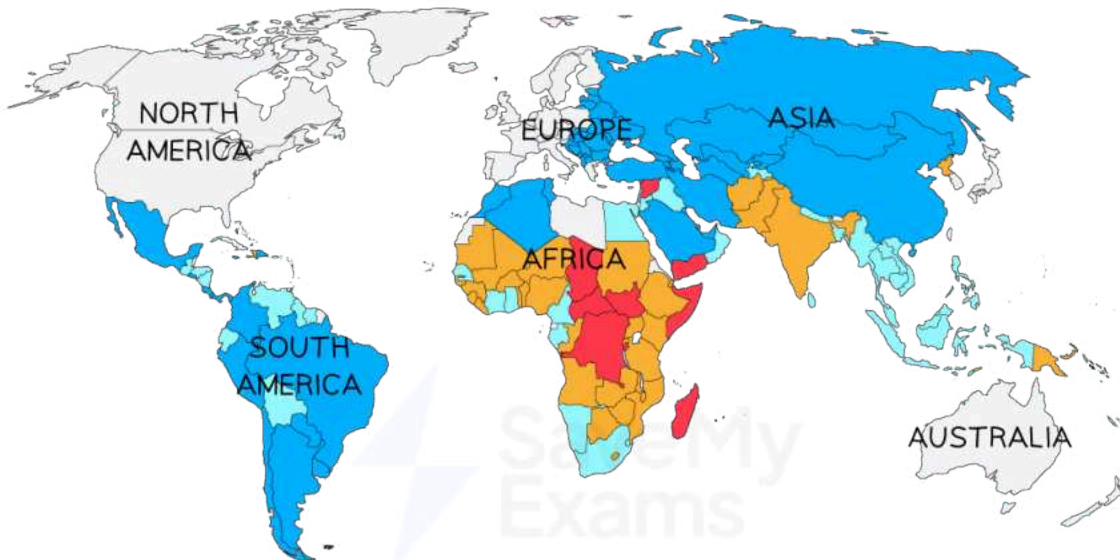 NORTH
AMERICA
EUROPE
ASIA
AFRICA
SOUTH
AMERICA
AUSTRALIA
SaveMy
Exams